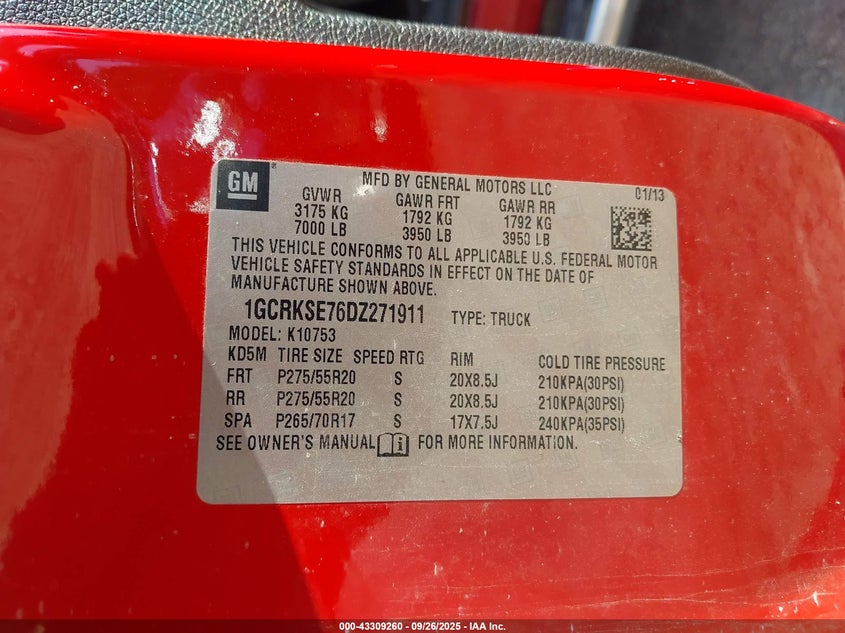 GM
MFD BY GENERAL MOTORS LLC 01/13
GVWR GAWR FRT GAWR RR
3175 KG 1792 KG 1792 KG
7000 LB 3950 LB 3950 LB
THIS VEHICLE CONFORMS TO ALL APPLICABLE U.S. FEDERAL MOTOR
VEHICLE SAFETY STANDARDS IN EFFECT ON THE DATE OF
MANUFACTURE SHOWN ABOVE.
1GCRKSE76DZ271911 TYPE: TRUCK
MODEL: K10753
KD5M TIRE SIZE SPEED RTG RIM COLD TIRE PRESSURE
FRT P275/55R20 S 20X8.5J 210KPA(30PSI)
RR P275/55R20 S 20X8.5J 210KPA(30PSI)
SPA P265/70R17 S 17X7.5J 240KPA(35PSI)
SEE OWNER'S MANUAL FOR MORE INFORMATION.
000-43309260 - 09/26/2025 - IAA Inc.